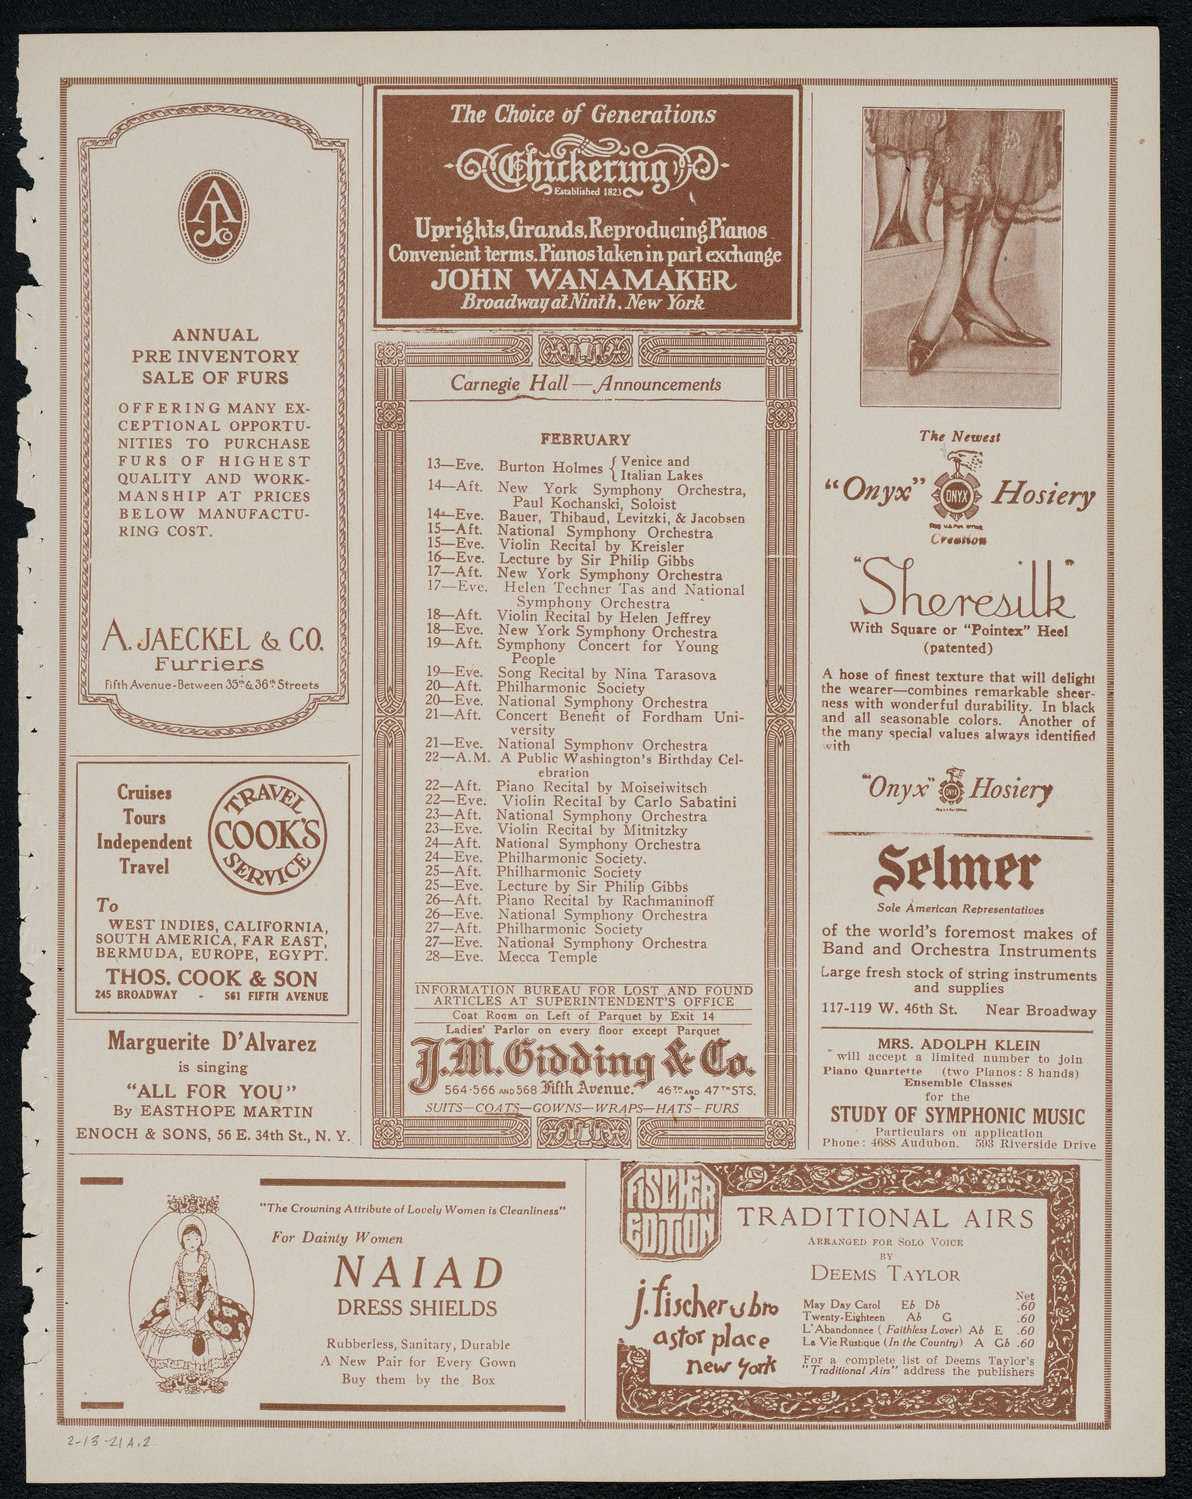 AJCo
ANNUAL
PRE INVENTORY
SALE OF FURS
OFFERING MANY EX-
CEPTIONAL OPPORTU-
NITIES TO PURCHASE
FURS OF HIGHEST
QUALITY AND WORK-
MANSHIP AT PRICES
BELOW MANUFACTU-
RING COST.
A. JAECKEL & CO.
Furriers
Fifth Avenue-Between 35th & 36th Streets
Cruises
Tours
Independent
Travel
TRAVEL
COOK'S
SERVICE
To
WEST INDIES, CALIFORNIA,
SOUTH AMERICA, FAR EAST,
BERMUDA, EUROPE, EGYPT.
THOS. COOK & SON
245 BROADWAY - 561 FIFTH AVENUE
Marguerite D'Alvarez
is singing
"ALL FOR YOU"
By EASTHOPE MARTIN
ENOCH & SONS, 56 E. 34th St., N. Y.
The Choice of Generations
Chickering
Established 1823
Uprights, Grands, Reproducing Pianos
Convenient terms. Pianos taken in part exchange
JOHN WANAMAKER
Broadway at Ninth, New York
Carnegie Hall — Announcements
FEBRUARY
13—Eve. Burton Holmes { Venice and
Italian Lakes
14—Aft. New York Symphony Orchestra,
Paul Kochanski, Soloist
14—Eve. Bauer, Thibaud, Levitzki, & Jacobsen
15—Aft. National Symphony Orchestra
15—Eve. Violin Recital by Kreisler
16—Eve. Lecture by Sir Philip Gibbs
17—Aft. New York Symphony Orchestra
17—Eve. Helen Techner Tas and National
Symphony Orchestra
18—Aft. Violin Recital by Helen Jeffrey
18—Eve. New York Symphony Orchestra
19—Aft. Symphony Concert for Young
People
19—Eve. Song Recital by Nina Tarasova
20—Aft. Philharmonic Society
20—Eve. National Symphony Orchestra
21—Aft. Concert Benefit of Fordham Uni-
versity
21—Eve. National Symphony Orchestra
22—A.M. A Public Washington's Birthday Cel-
ebration
22—Aft. Piano Recital by Moiseiwitsch
22—Eve. Violin Recital by Carlo Sabatini
23—Aft. National Symphony Orchestra
23—Eve. Violin Recital by Mitnitzky
24—Aft. National Symphony Orchestra
24—Eve. Philharmonic Society.
25—Aft. Philharmonic Society
25—Eve. Lecture by Sir Philip Gibbs
26—Aft. Piano Recital by Rachmaninoff
26—Eve. National Symphony Orchestra
27—Aft. Philharmonic Society
27—Eve. National Symphony Orchestra
28—Eve. Mecca Temple
INFORMATION BUREAU FOR LOST AND FOUND
ARTICLES AT SUPERINTENDENT'S OFFICE
Coat Room on Left of Parquet by Exit 14
Ladies' Parlor on every floor except Parquet
J.M. Gidding & Co.
564-566 AND 568 Fifth Avenue. 46TH AND 47TH STS.
SUITS—COATS—GOWNS—WRAPS—HATS-FURS
The Newest
"Onyx" ONYX Hosiery
REG U.S. PAT OFFICE
Creation
"Sheresilk"
With Square or "Pointex" Heel
(patented)
A hose of finest texture that will delight
the wearer—combines remarkable sheer-
ness with wonderful durability. In black
and all seasonable colors. Another of
the many special values always identified
with
"Onyx" Hosiery
Selmer
Sole American Representatives
of the world's foremost makes of
Band and Orchestra Instruments
Large fresh stock of string instruments
and supplies
117-119 W. 46th St. Near Broadway
MRS. ADOLPH KLEIN
will accept a limited number to join
Piano Quartette (two Pianos: 8 hands)
Ensemble Classes
for the
STUDY OF SYMPHONIC MUSIC
Particulars on application
Phone: 4688 Audubon. 593 Riverside Drive
"The Crowning Attribute of Lovely Women is Cleanliness"
For Dainty Women
NAIAD
DRESS SHIELDS
Rubberless, Sanitary, Durable
A New Pair for Every Gown
Buy them by the Box
FISCHER
EDITION
j. fischer & bro
astor place
new york
TRADITIONAL AIRS
ARRANGED FOR SOLO VOICE
BY
DEEMS TAYLOR
Net
May Day Carol Eb Db .60
Twenty-Eighteen Ab G .60
L'Abandonnee (Faithless Lover) Ab E .60
La Vie Rustique (In the Country) A Gb .60
For a complete list of Deems Taylor's
"Traditional Airs" address the publishers
2-13-21A.2